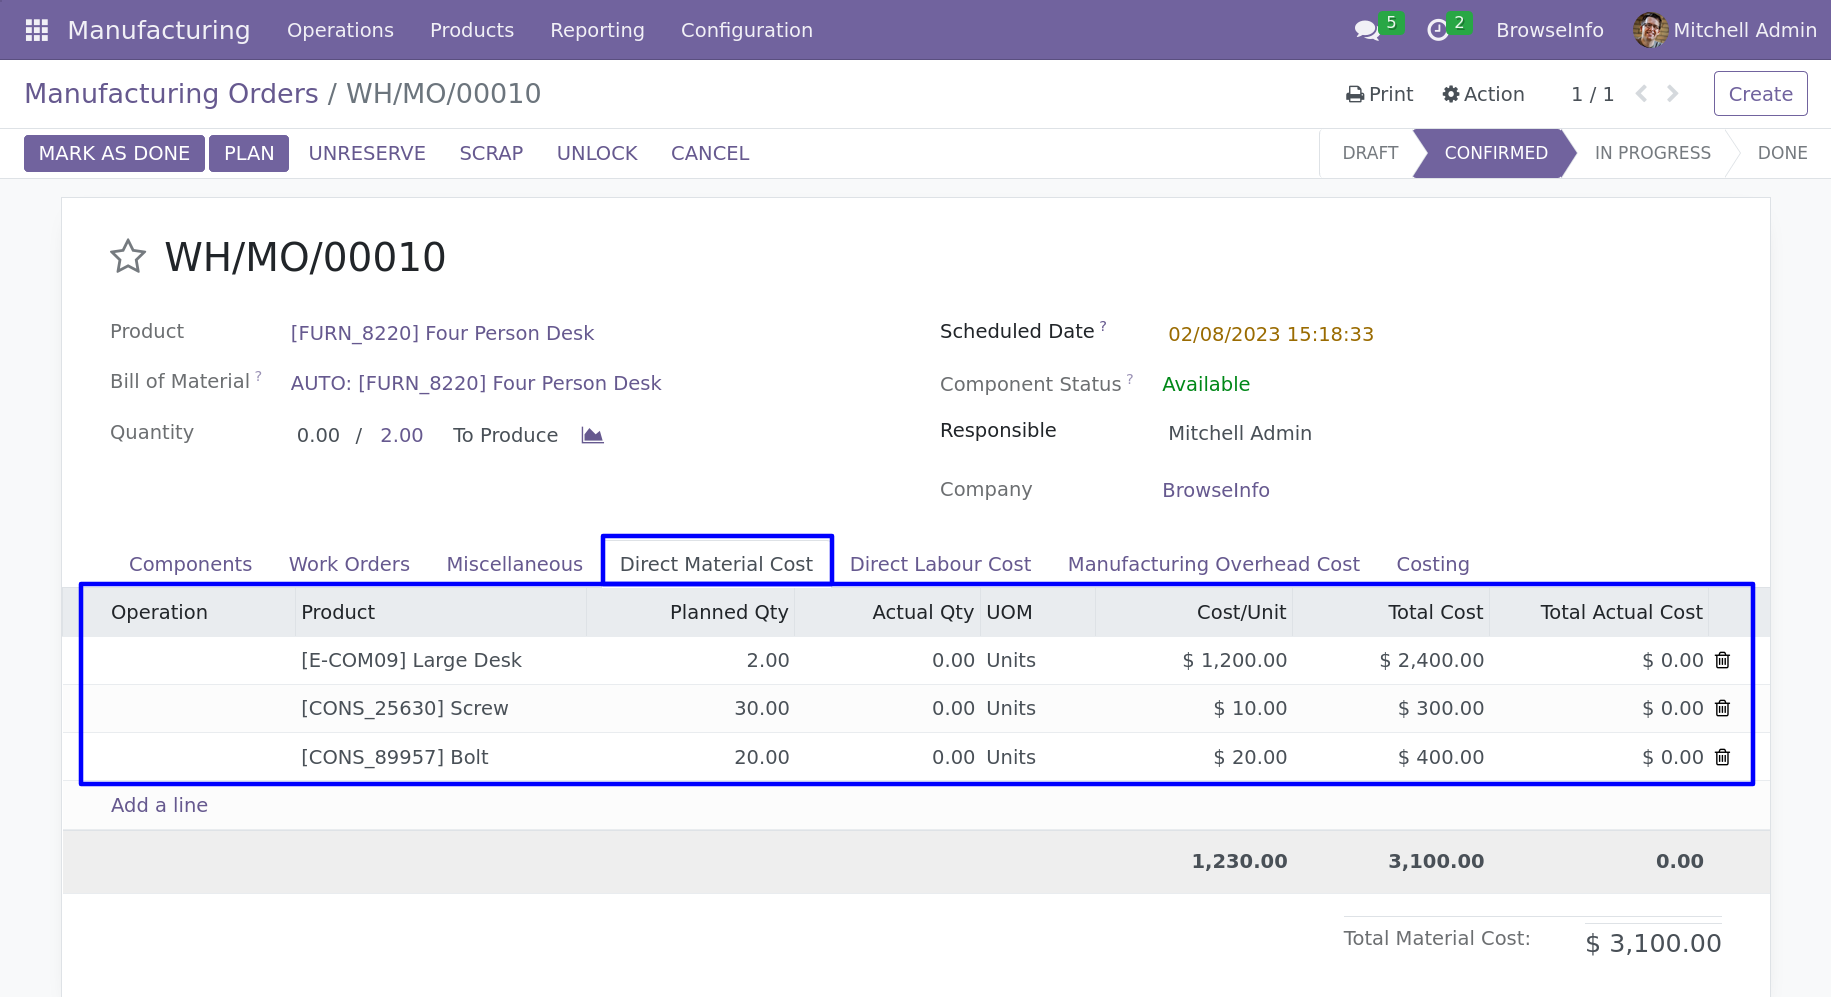 Manufacturing Operations Products Reporting Configuration 5 2 BrowseInfo Mitchell Admin
Manufacturing Orders / WH/MO/00010 Print Action 1 / 1 Create
MARK AS DONE PLAN UNRESERVE SCRAP UNLOCK CANCEL DRAFT CONFIRMED IN PROGRESS DONE
WH/MO/00010
Product [FURN_8220] Four Person Desk Scheduled Date ? 02/08/2023 15:18:33
Bill of Material ? AUTO: [FURN_8220] Four Person Desk Component Status ? Available
Quantity 0.00 / 2.00 To Produce Responsible Mitchell Admin
Company BrowseInfo
Components Work Orders Miscellaneous Direct Material Cost Direct Labour Cost Manufacturing Overhead Cost Costing
Operation Product Planned Qty Actual Qty UOM Cost/Unit Total Cost Total Actual Cost
[E-COM09] Large Desk 2.00 0.00 Units $ 1,200.00 $ 2,400.00 $ 0.00
[CONS_25630] Screw 30.00 0.00 Units $ 10.00 $ 300.00 $ 0.00
[CONS_89957] Bolt 20.00 0.00 Units $ 20.00 $ 400.00 $ 0.00
Add a line
1,230.00 3,100.00 0.00
Total Material Cost: $ 3,100.00